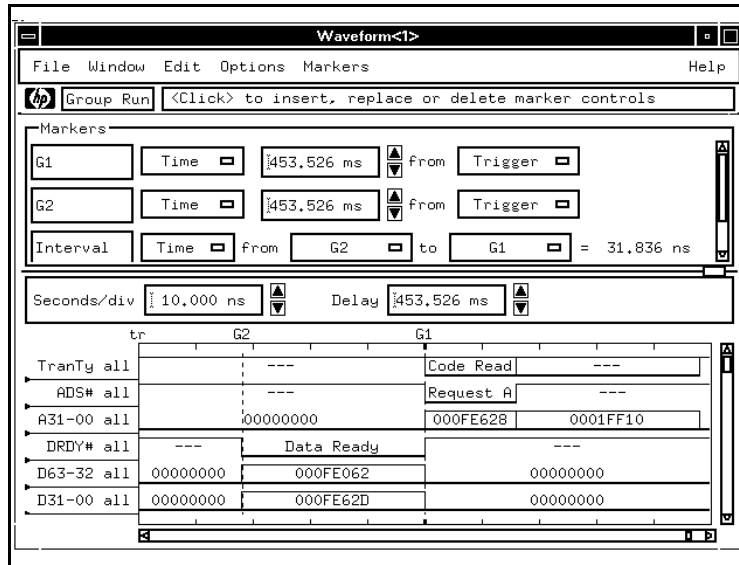 Waveform<1>
File Window Edit Options Markers Help
hp Group Run <Click> to insert, replace or delete marker controls
Markers
G1 Time 453.526 ms from Trigger
G2 Time 453.526 ms from Trigger
Interval Time from G2 to G1 = 31.836 ns
Seconds/div 10.000 ns Delay 453.526 ms
tr G2 G1
TranTy all --- Code Read ---
ADS# all --- Request A ---
A31-00 all 00000000 000FE628 0001FF10
DRDY# all --- Data Ready ---
D63-32 all 00000000 000FE062 00000000
D31-00 all 00000000 000FE62D 00000000